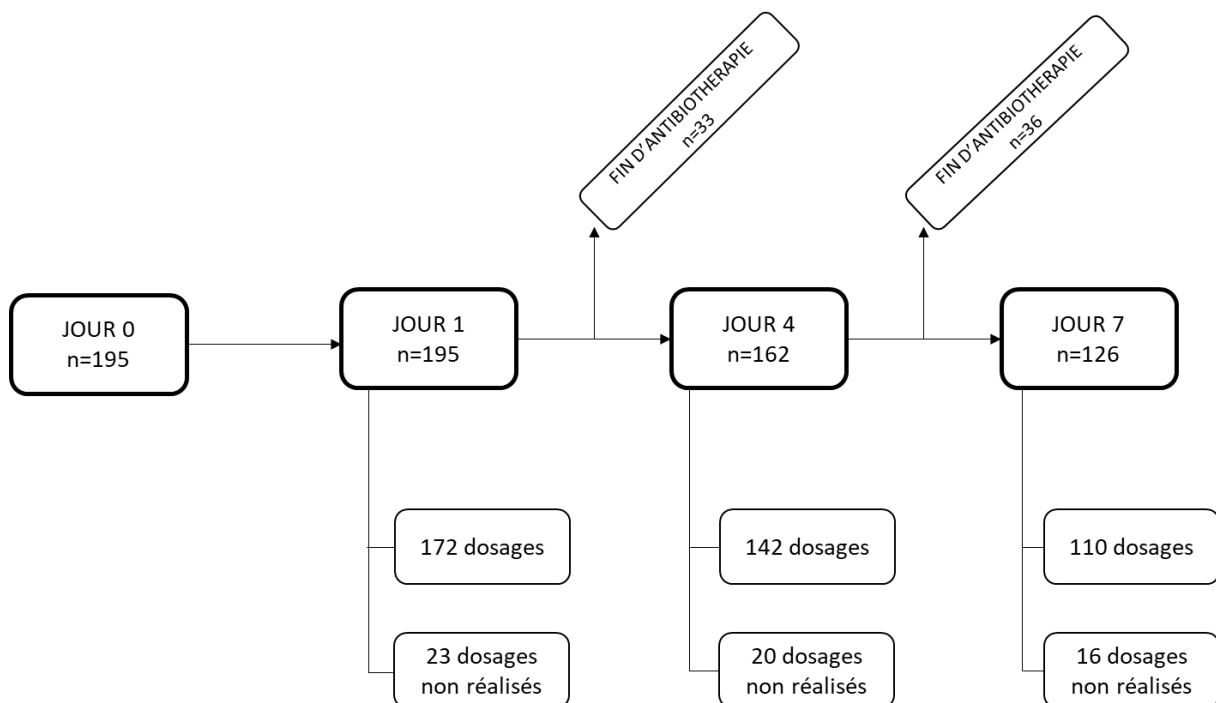 FIN D'ANTIBIOTHERAPIE
n=33
FIN D'ANTIBIOTHERAPIE
n=36
JOUR 0
n=195
JOUR 1
n=195
JOUR 4
n=162
JOUR 7
n=126
172 dosages
142 dosages
110 dosages
23 dosages
non réalisés
20 dosages
non réalisés
16 dosages
non réalisés